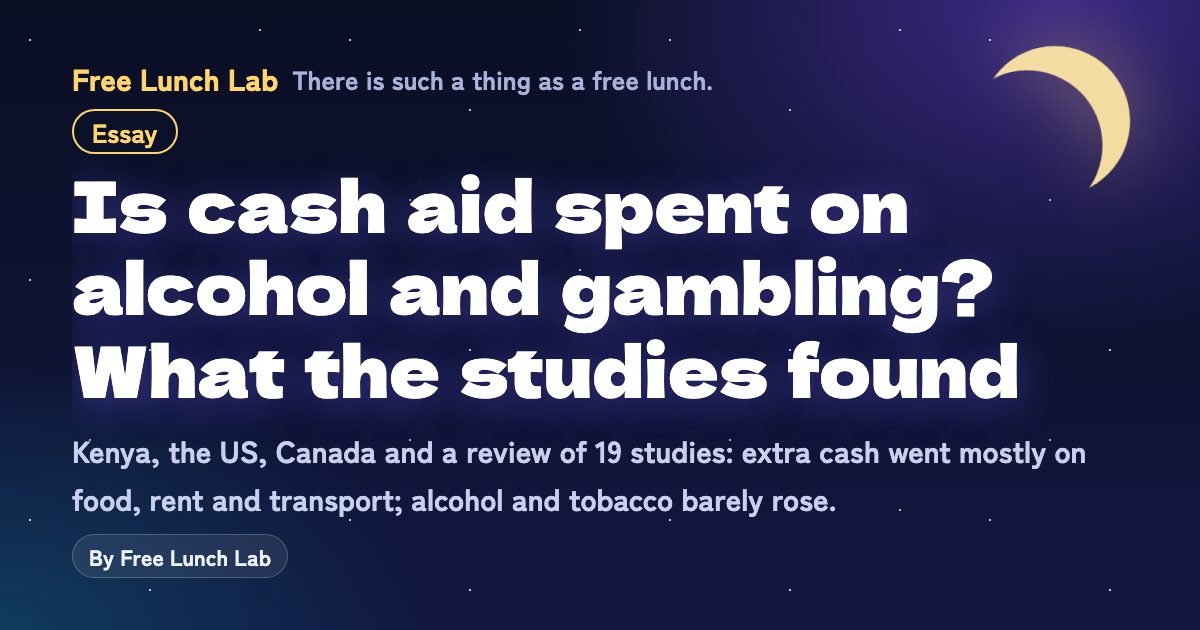 Free Lunch Lab There is such a thing as a free lunch.
Essay
Is cash aid spent on
alcohol and gambling?
What the studies found
Kenya, the US, Canada and a review of 19 studies: extra cash went mostly on
food, rent and transport; alcohol and tobacco barely rose.
By Free Lunch Lab